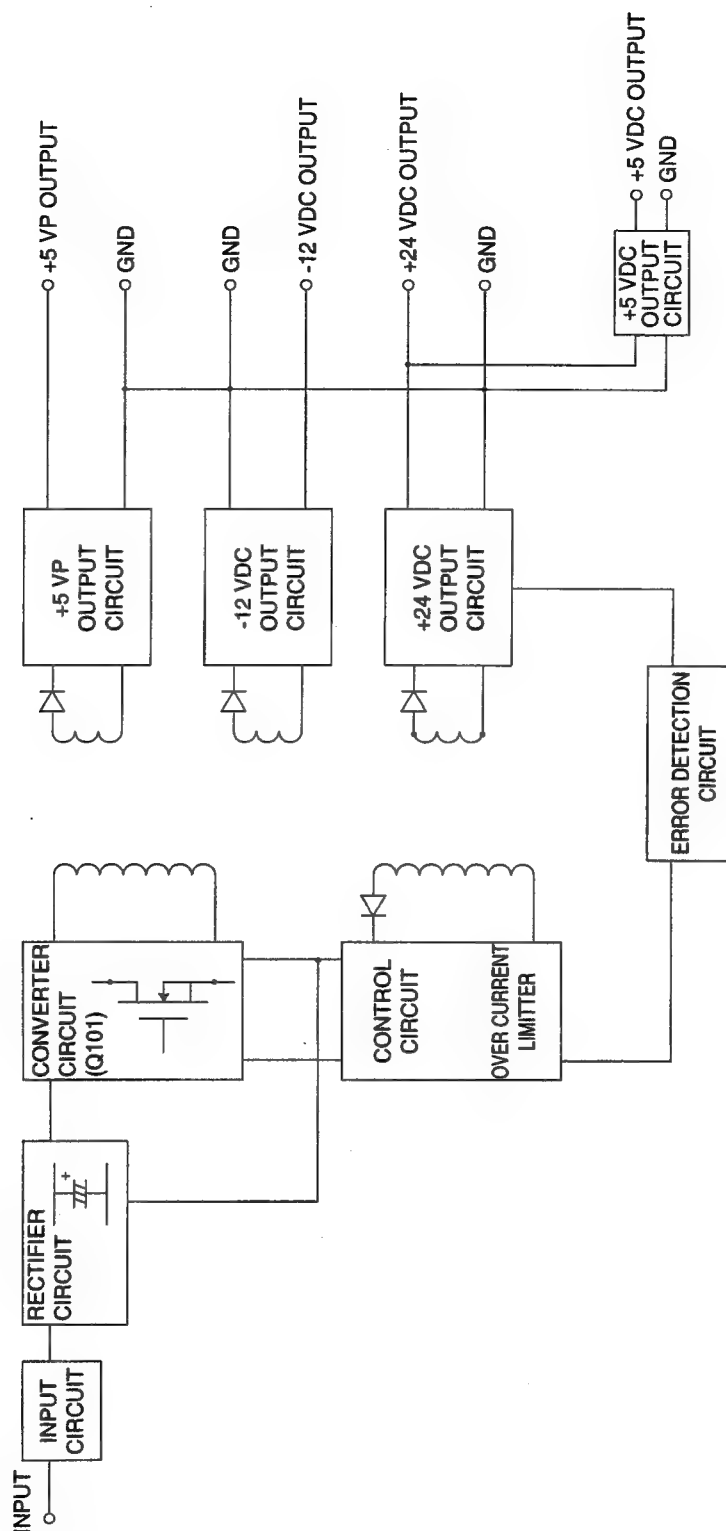 INPUT
INPUT
CIRCUIT
RECTIFIER
CIRCUIT
+
CONVERTER
CIRCUIT
(Q101)
CONTROL
CIRCUIT
OVER CURRENT
LIMITTER
ERROR DETECTION
CIRCUIT
+5 VP
OUTPUT
CIRCUIT
-12 VDC
OUTPUT
CIRCUIT
+24 VDC
OUTPUT
CIRCUIT
+5 VP OUTPUT
GND
GND
-12 VDC OUTPUT
+24 VDC OUTPUT
GND
+5 VDC
OUTPUT
CIRCUIT
+5 VDC OUTPUT
GND